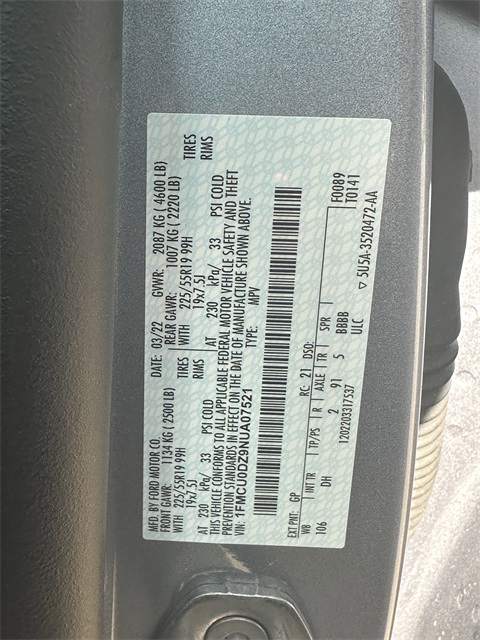 MFD. BY FORD MOTOR CO.
DATE: 03/22 GVWR: 2087 KG ( 4600 LB)
FRONT GAWR: 1134 KG ( 2500 LB) REAR GAWR: 1007 KG ( 2220 LB)
WITH 225/55R19 99H TIRES WITH 225/55R19 99H TIRES
19x7.5J RIMS 19x7.5J RIMS
AT 230 kPa/ 33 PSI COLD AT 230 kPa/ 33 PSI COLD
THIS VEHICLE CONFORMS TO ALL APPLICABLE FEDERAL MOTOR VEHICLE SAFETY AND THEFT
PREVENTION STANDARDS IN EFFECT ON THE DATE OF MANUFACTURE SHOWN ABOVE.
VIN: 1FMCU0DZ9NUA07521 TYPE: MPV
F0089
T0141
EXT PNT: GP RC: 21 DSO:
WB INT TR TP/PS R AXLE TR SPR
106 DH 2 91 5 BBBB
1202203317537 ULC
▽ 5U5A-3520472-AA